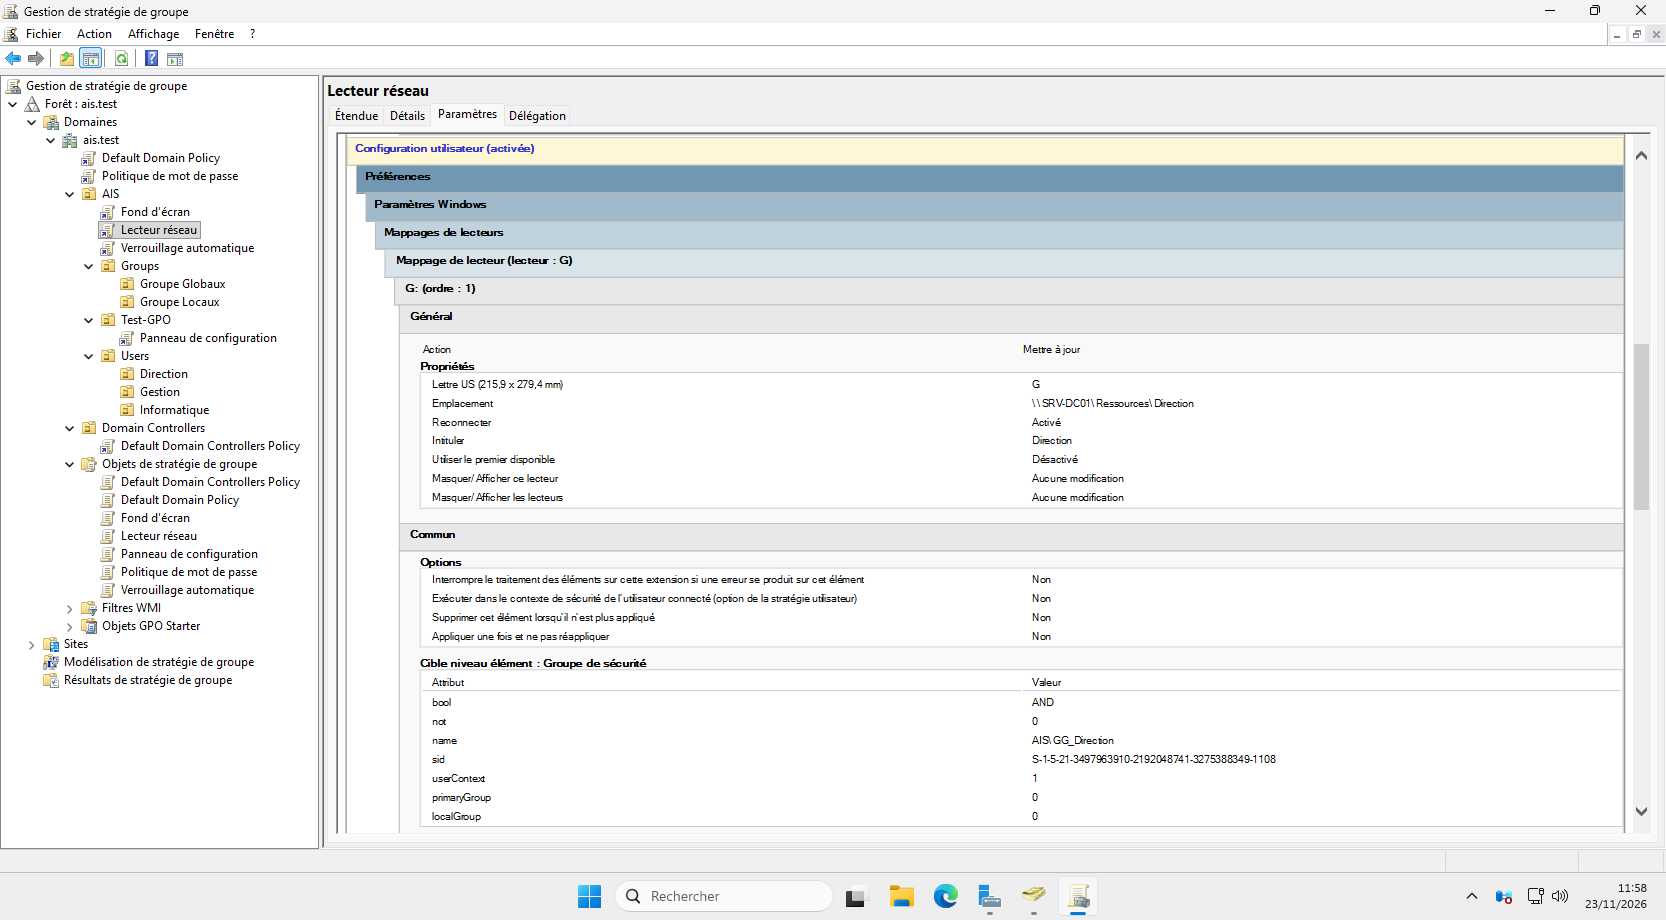 Gestion de stratégie de groupe
Fichier Action Affichage Fenêtre ?
Gestion de stratégie de groupe
Forêt : ais.test
Domaines
ais.test
Default Domain Policy
Politique de mot de passe
AIS
Fond d'écran
Lecteur réseau
Verrouillage automatique
Groups
Groupe Globaux
Groupe Locaux
Test-GPO
Panneau de configuration
Users
Direction
Gestion
Informatique
Domain Controllers
Default Domain Controllers Policy
Objets de stratégie de groupe
Default Domain Controllers Policy
Default Domain Policy
Fond d'écran
Lecteur réseau
Panneau de configuration
Politique de mot de passe
Verrouillage automatique
Filtres WMI
Objets GPO Starter
Sites
Modélisation de stratégie de groupe
Résultats de stratégie de groupe
Lecteur réseau
Étendue Détails Paramètres Délégation
Configuration utilisateur (activée)
Préférences
Paramètres Windows
Mappages de lecteurs
Mappage de lecteur (lecteur : G)
G: (ordre : 1)
Général
Action Mettre à jour
Propriétés
Lettre US (215,9 x 279,4 mm) G
Emplacement \\SRV-DC01\Ressources\Direction
Reconnecter Activé
Intituler Direction
Utiliser le premier disponible Désactivé
Masquer/Afficher ce lecteur Aucune modification
Masquer/Afficher les lecteurs Aucune modification
Commun
Options
Interrompre le traitement des éléments sur cette extension si une erreur se produit sur cet élément Non
Exécuter dans le contexte de sécurité de l'utilisateur connecté (option de la stratégie utilisateur) Non
Supprimer cet élément lorsqu'il n'est plus appliqué Non
Appliquer une fois et ne pas réappliquer Non
Cible niveau élément : Groupe de sécurité
Attribut Valeur
bool AND
not 0
name AIS\GG_Direction
sid S-1-5-21-3497963910-2192048741-3275388349-1108
userContext 1
primaryGroup 0
localGroup 0
Rechercher
11:58
23/11/2026